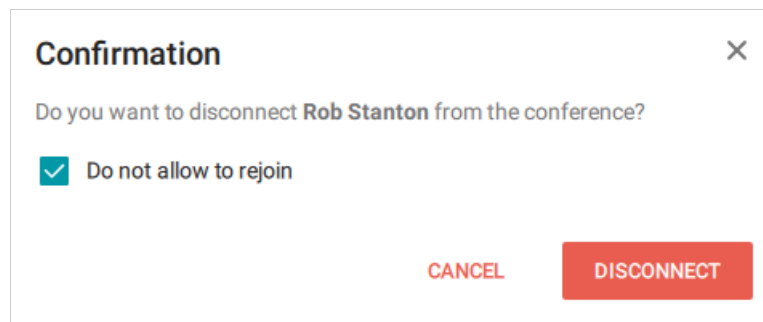 Confirmation
Do you want to disconnect Rob Stanton from the conference?
Do not allow to rejoin
CANCEL DISCONNECT